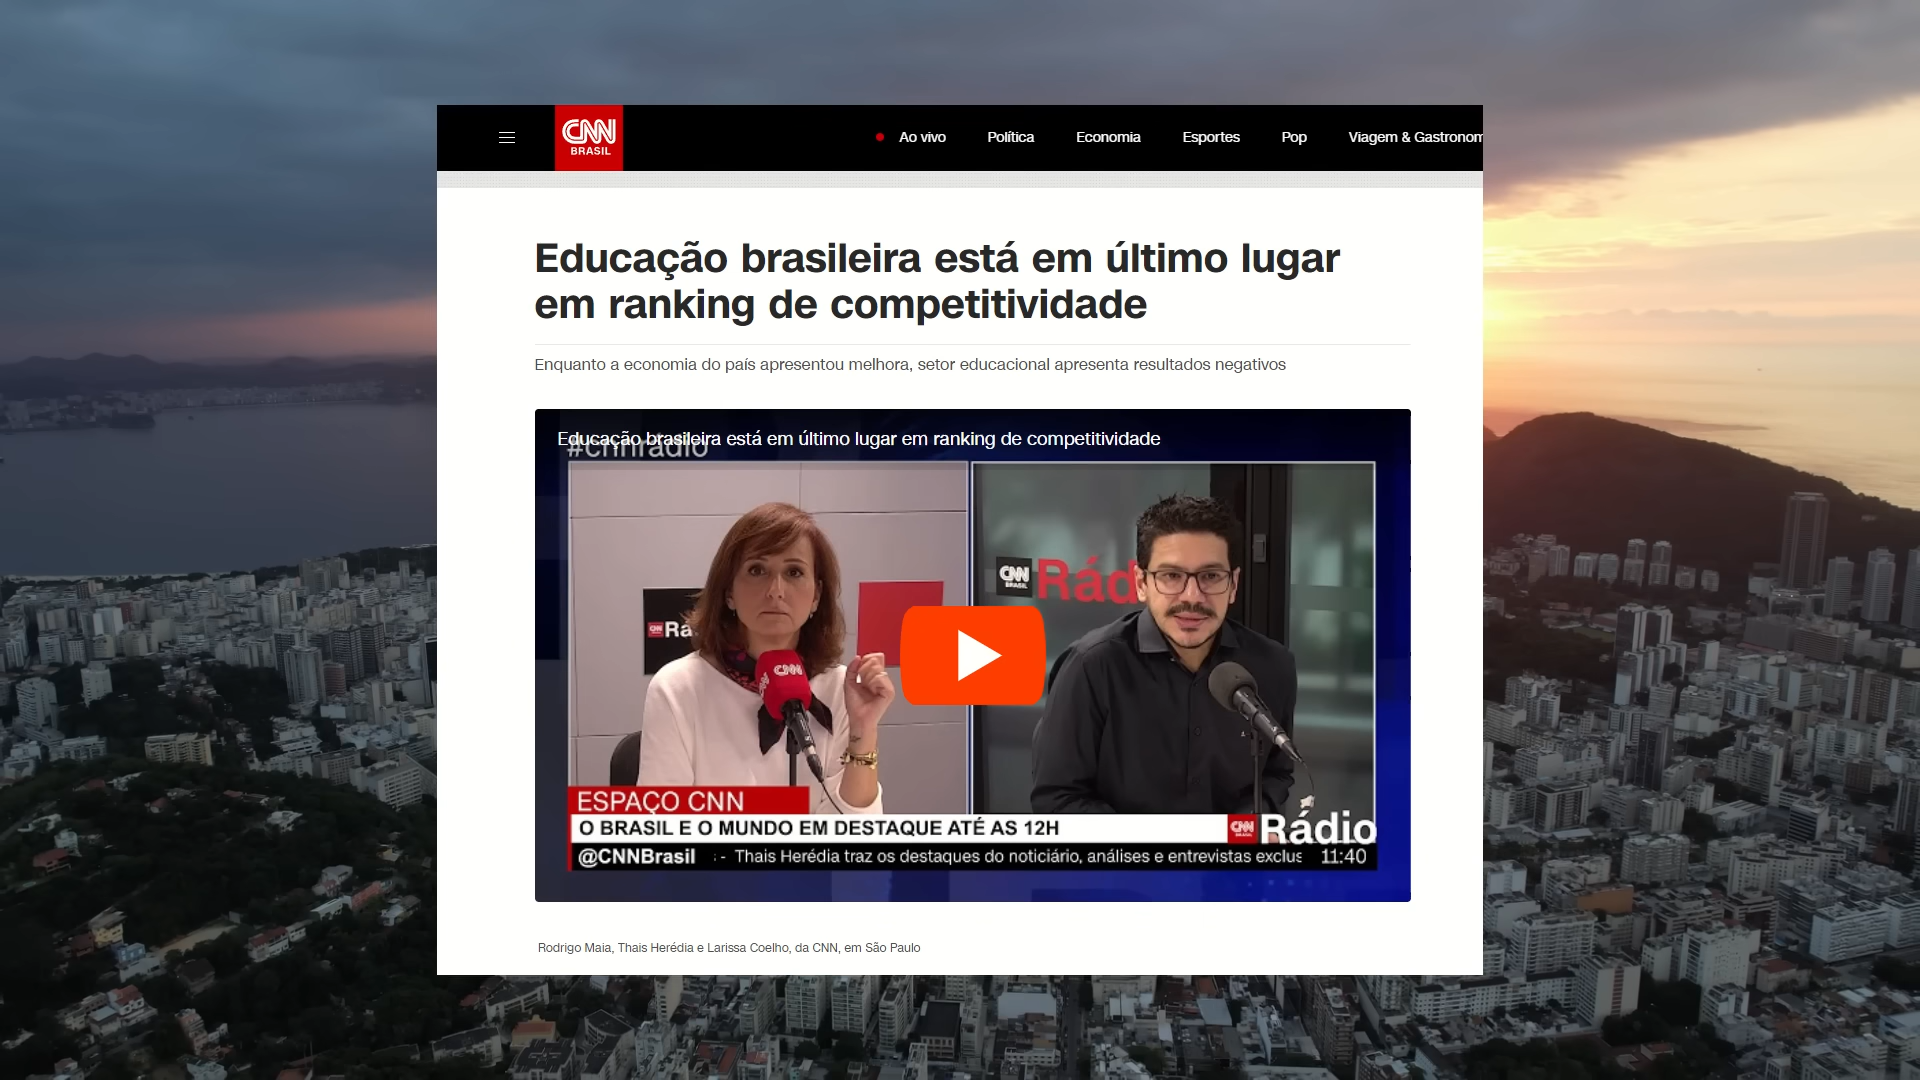 CNN
BRASIL
Ao vivo
Política
Economia
Esportes
Pop
Viagem & Gastronom
Educação brasileira está em último lugar
em ranking de competitividade
Enquanto a economia do país apresentou melhora, setor educacional apresenta resultados negativos
Educação brasileira está em último lugar em ranking de competitividade
#cnnrádio
CNN
Rá
CNN
CNN
BRASIL
Rád
ESPAÇO CNN
O BRASIL E O MUNDO EM DESTAQUE ATÉ AS 12H
CNN
Rádio
@CNNBrasil
- Thais Herédia traz os destaques do noticiário, análises e entrevistas exclus
11:40
Rodrigo Maia, Thais Herédia e Larissa Coelho, da CNN, em São Paulo